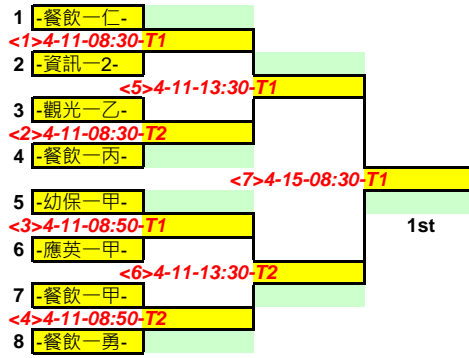 1 -餐飲一仁-
<1>4-11-08:30-T1
2 -資訊一2-
<5>4-11-13:30-T1
3 -觀光一乙-
<2>4-11-08:30-T2
4 -餐飲一丙-
<7>4-15-08:30-T1
5 -幼保一甲-
<3>4-11-08:50-T1
1st
6 -應英一甲-
<6>4-11-13:30-T2
7 -餐飲一甲-
<4>4-11-08:50-T2
8 -餐飲一勇-